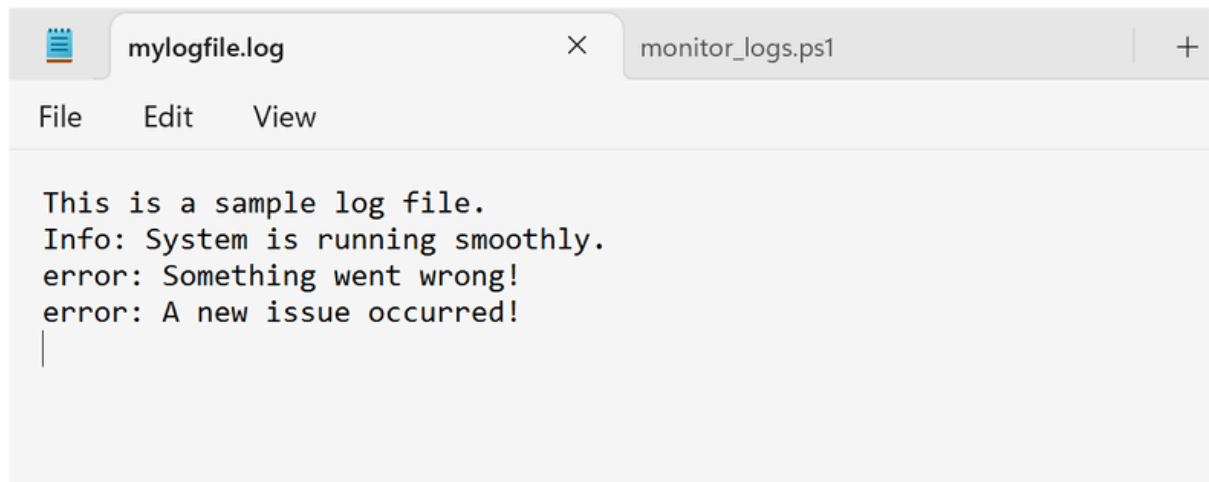 mylogfile.log
monitor_logs.ps1
File Edit View
This is a sample log file.
Info: System is running smoothly.
error: Something went wrong!
error: A new issue occurred!